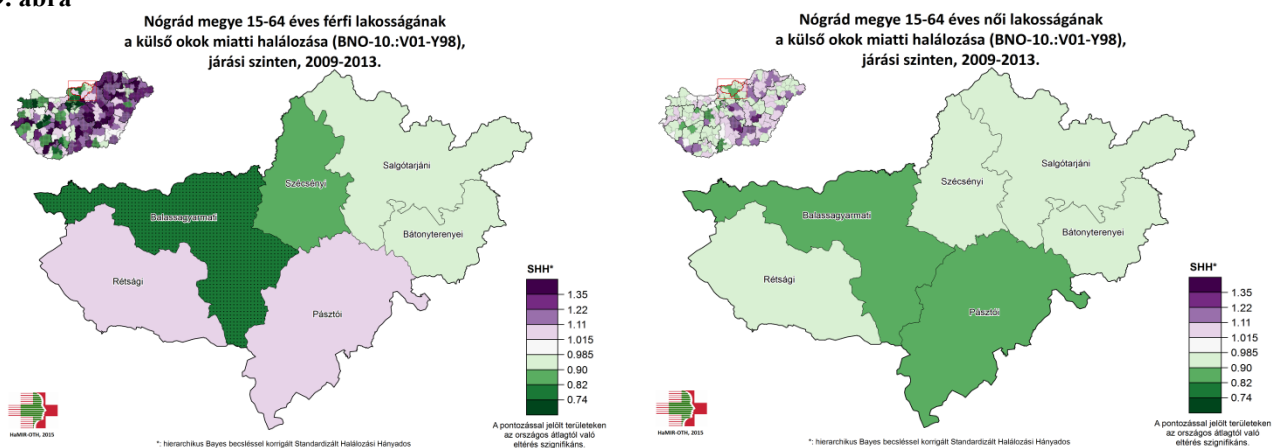 . ábra
Nógrád megye 15-64 éves férfi lakosságának
a külső okok miatti halálozása (BNO-10.:V01-Y98),
járási szinten, 2009-2013.
Salgótarjáni
Szécsényi
Balassagyarmati
Bátonyterenyei
Rétsági
Pásztói
SHH*
1.35
1.22
1.11
1.015
0.985
0.90
0.82
0.74
HaMIR-OTH, 2015
A pontozással jelölt területeken
az országos átlagtól való
eltérés szignifikáns.
*: hierarchikus Bayes becsléssel korrigált Standardizált Halálozási Hányados
Nógrád megye 15-64 éves női lakosságának
a külső okok miatti halálozása (BNO-10.:V01-Y98),
járási szinten, 2009-2013.
Salgótarjáni
Szécsényi
Balassagyarmati
Bátonyterenyei
Rétsági
Pásztói
SHH*
1.35
1.22
1.11
1.015
0.985
0.90
0.82
0.74
HaMIR-OTH, 2015
A pontozással jelölt területeken
az országos átlagtól való
eltérés szignifikáns.
*: hierarchikus Bayes becsléssel korrigált Standardizált Halálozási Hányados